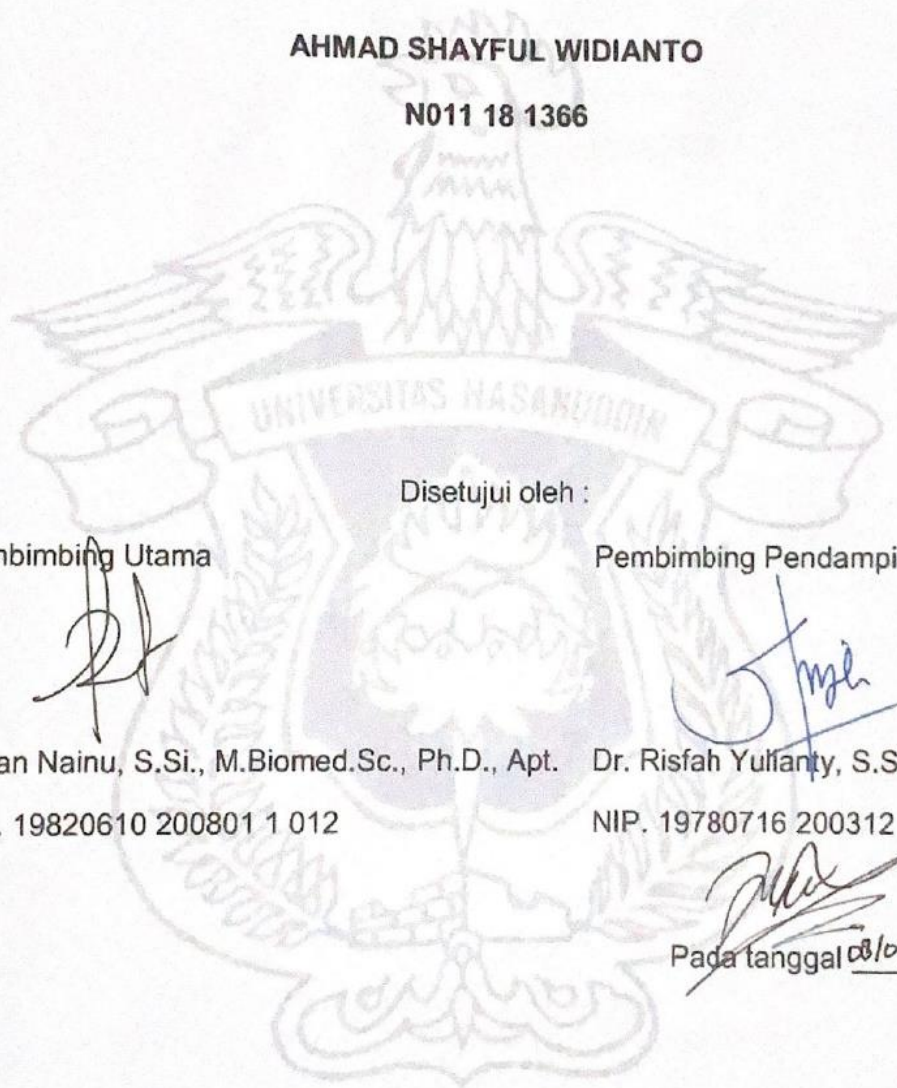 AHMAD SHAYFUL WIDIANTO
N011 18 1366
UNIVERSITAS HASANUDDIN
Disetujui oleh :
mbimbing Utama
Pembimbing Pendampi
an Nainu, S.Si., M.Biomed.Sc., Ph.D., Apt.
Dr. Risfah Yulianty, S.S
. 19820610 200801 1 012
NIP. 19780716 200312
Pada tanggal